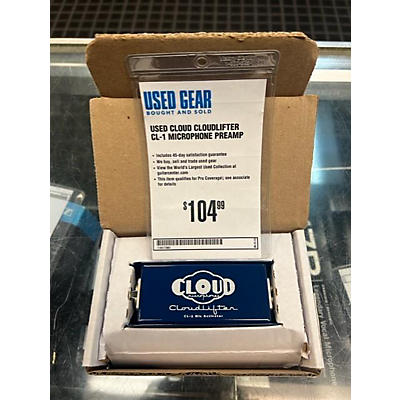 USED GEAR
BOUGHT AND SOLD
USED CLOUD CLOUDLIFTER
CL-1 MICROPHONE PREAMP
• Includes 45-day satisfaction guarantee
• We buy, sell and trade used gear
• View the World's Largest Used Collection at
guitarcenter.com
• This item qualifies for Pro Coverage!; see associate
for details
$104.99
CLOUD
microphones
Cloudlifter
CL-1 Mic Activator
Vocal Microphone